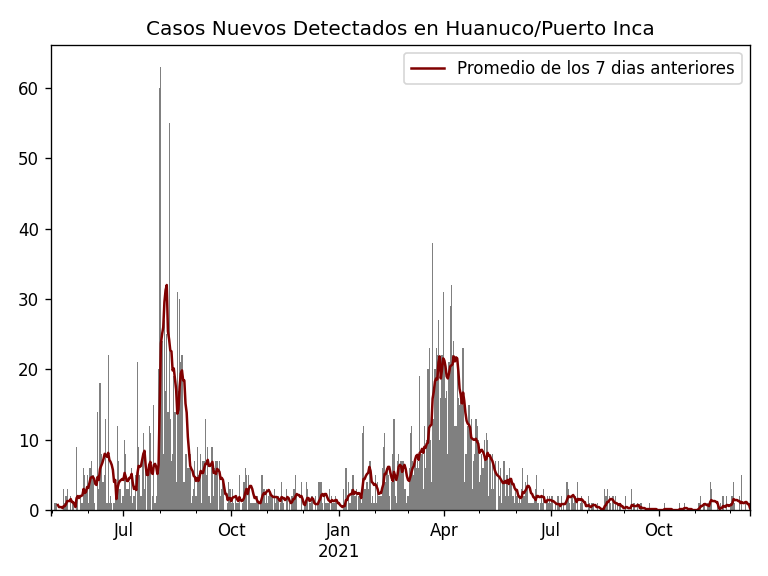 Casos Nuevos Detectados en Huanuco/Puerto Inca
Promedio de los 7 dias anteriores
60
50
40
30
20
10
0
Jul Oct Jan Apr Jul Oct
2021